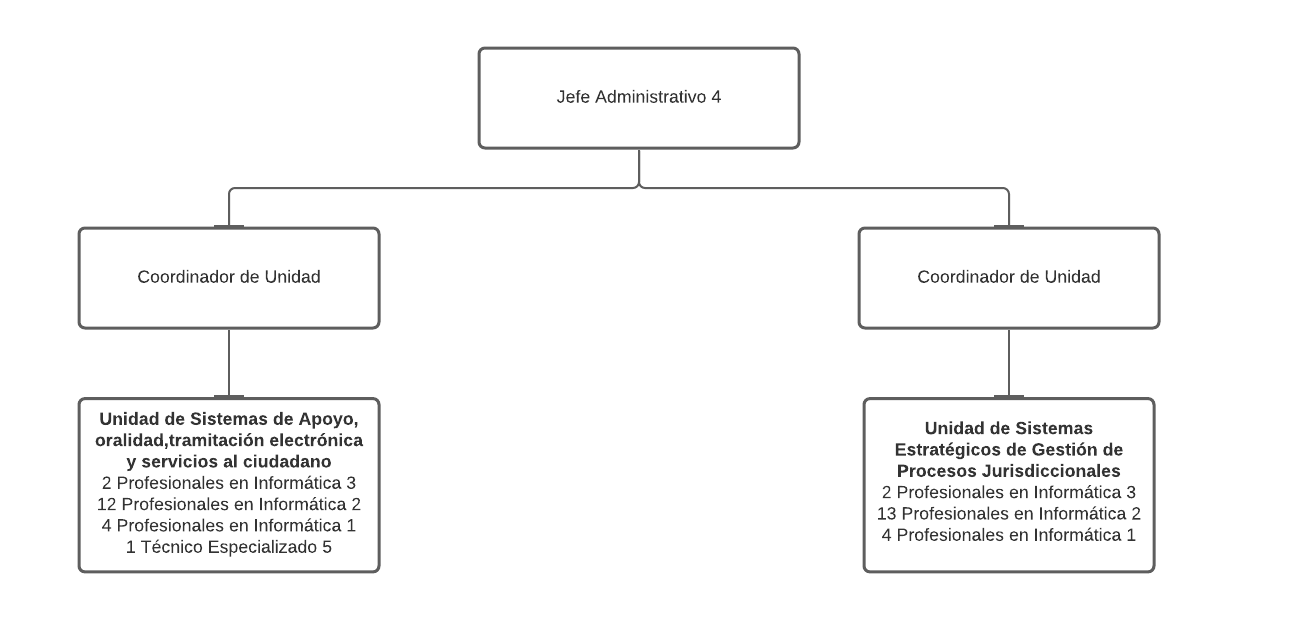 Jefe Administrativo 4
Coordinador de Unidad
Coordinador de Unidad
Unidad de Sistemas de Apoyo,
oralidad,tramitación electrónica
y servicios al ciudadano
2 Profesionales en Informática 3
12 Profesionales en Informática 2
4 Profesionales en Informática 1
1 Técnico Especializado 5
Unidad de Sistemas
Estratégicos de Gestión de
Procesos Jurisdiccionales
2 Profesionales en Informática 3
13 Profesionales en Informática 2
4 Profesionales en Informática 1